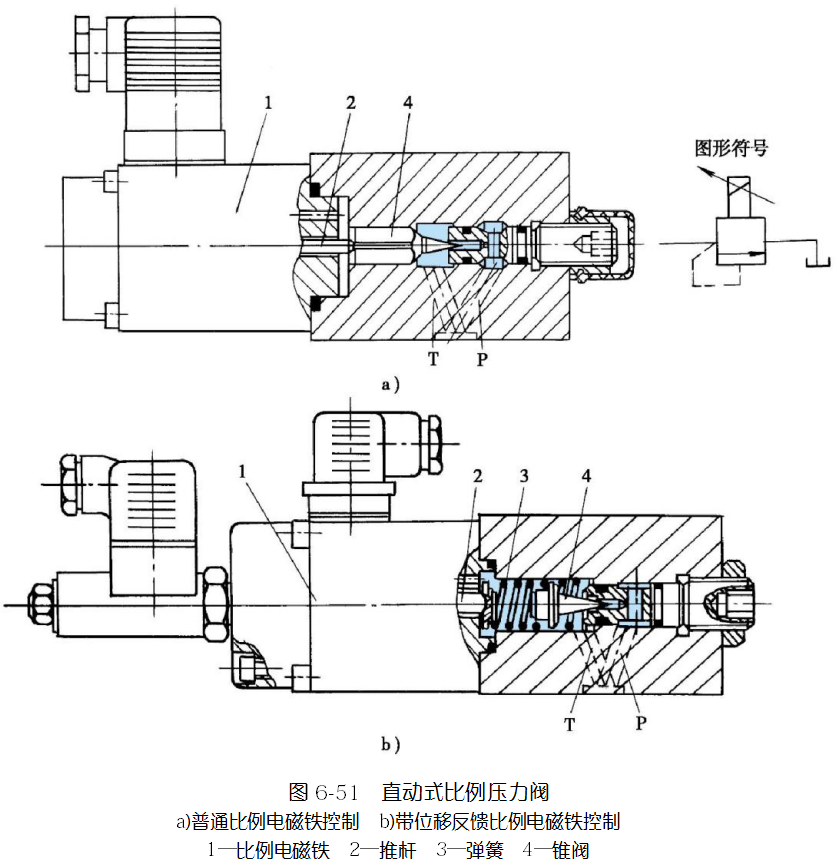 1 2 4
图形符号
T P
a)
1 2 3 4
T P
b)
图 6-51 直动式比例压力阀
a)普通比例电磁铁控制 b)带位移反馈比例电磁铁控制
1—比例电磁铁 2—推杆 3—弹簧 4—锥阀